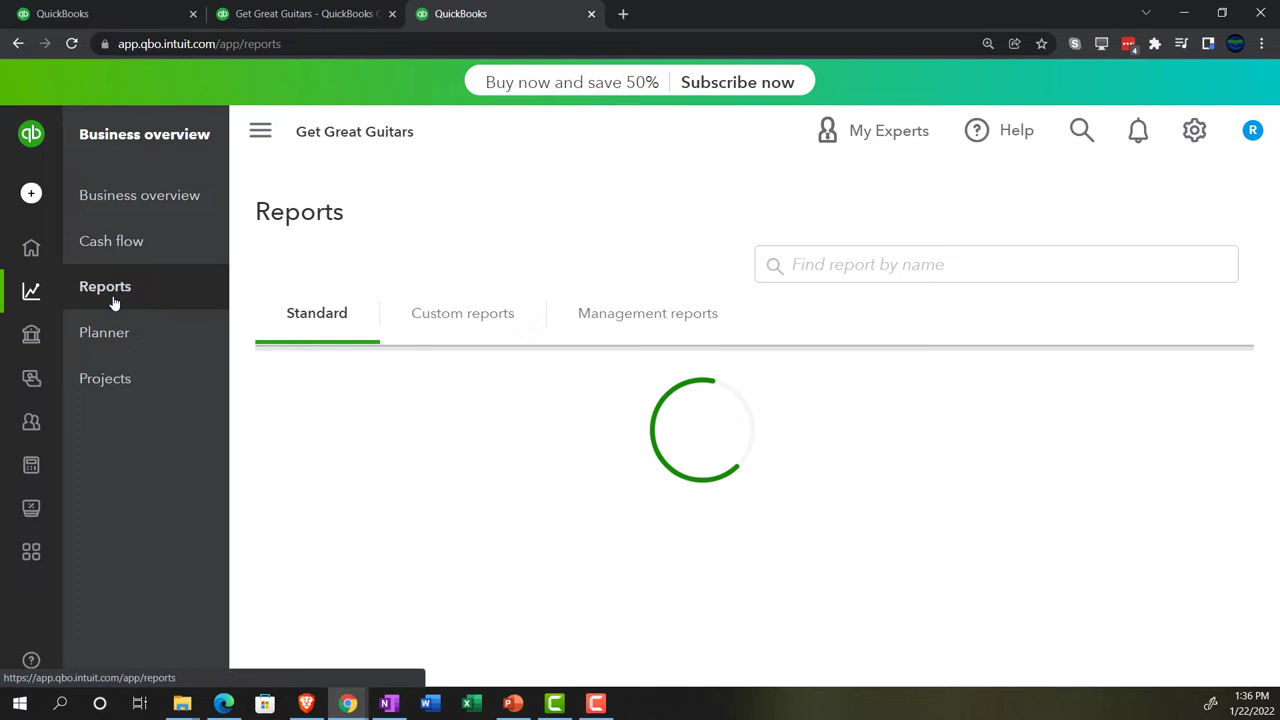 QuickBooks
Get Great Guitars - QuickBooks
QuickBooks
app.qbo.intuit.com/app/reports
4
Buy now and save 50%
Subscribe now
qb
Business overview
Get Great Guitars
My Experts
Help
R
Business overview
Cash flow
Reports
Planner
Projects
Reports
Find report by name
Standard
Custom reports
Management reports
https://app.qbo.intuit.com/app/reports
1:36 PM
1/22/2022